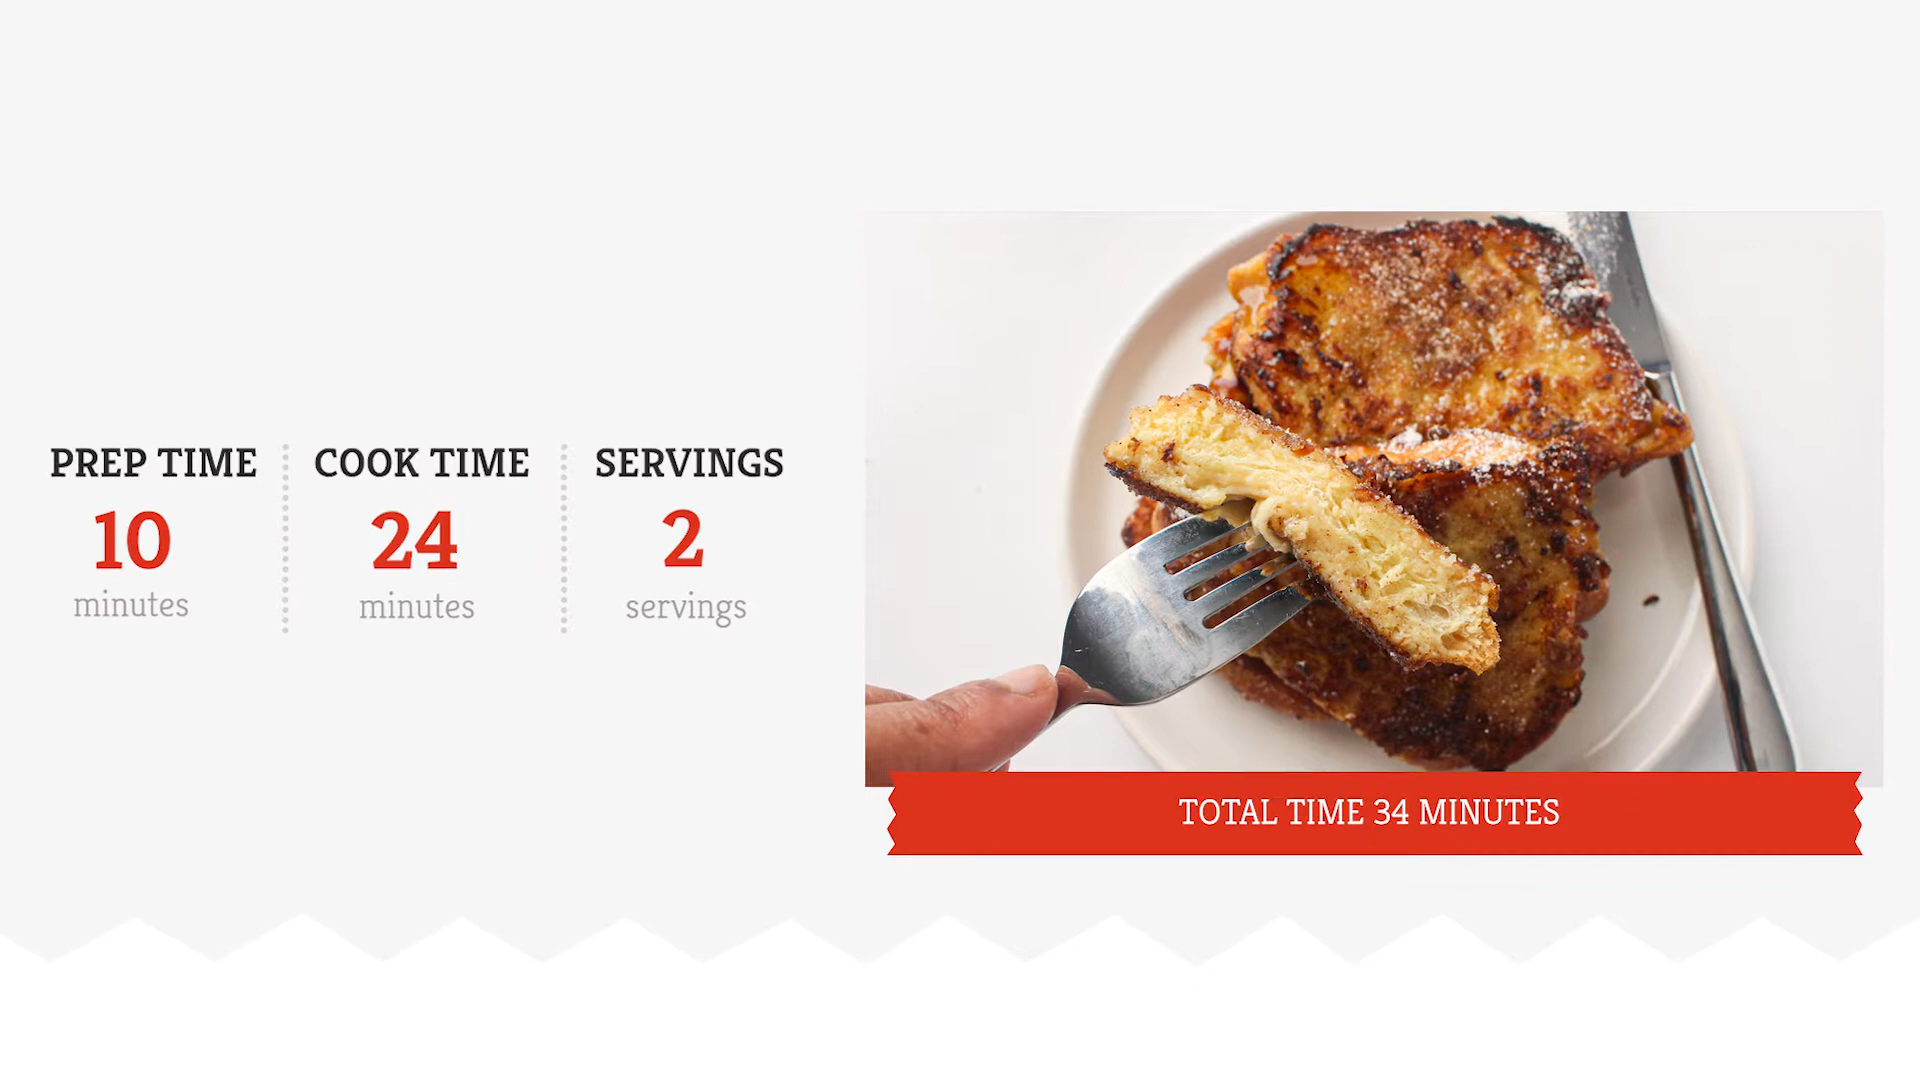 PREP TIME
10
minutes
COOK TIME
24
minutes
SERVINGS
2
servings
TOTAL TIME 34 MINUTES